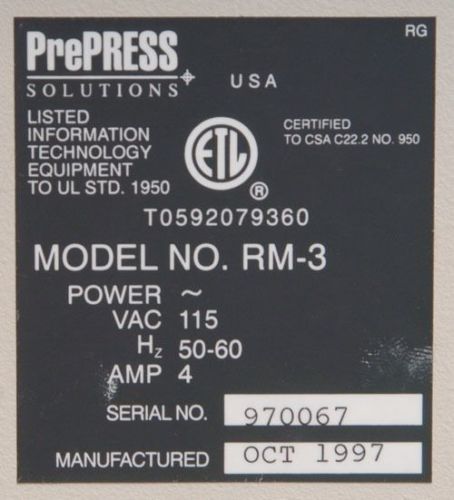 RG
PrePRESS
SOLUTIONS
USA
LISTED
INFORMATION
TECHNOLOGY
EQUIPMENT
TO UL STD. 1950
ETL
®
CERTIFIED
TO CSA C22.2 NO. 950
T0592079360
MODEL NO. RM-3
POWER ~
VAC 115
Hz 50-60
AMP 4
SERIAL NO. 970067
MANUFACTURED OCT 1997